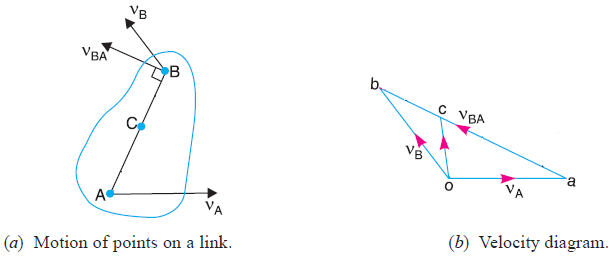 vB
vBA
B
C
A
vA
(a) Motion of points on a link.
b
c
vBA
vB
o
vA
a
(b) Velocity diagram.